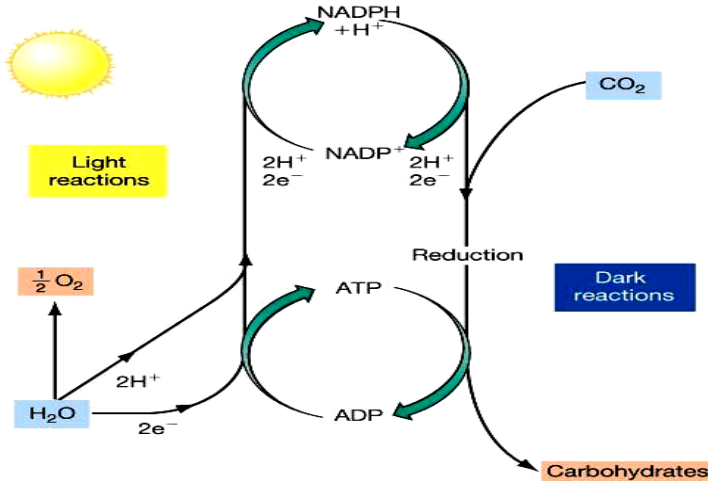 NADPH
+H⁺
CO₂
NADP⁺
2H⁺
2e⁻
2H⁺
2e⁻
Light
reactions
Reduction
½ O₂
ATP
Dark
reactions
2H⁺
H₂O
2e⁻
ADP
Carbohydrates